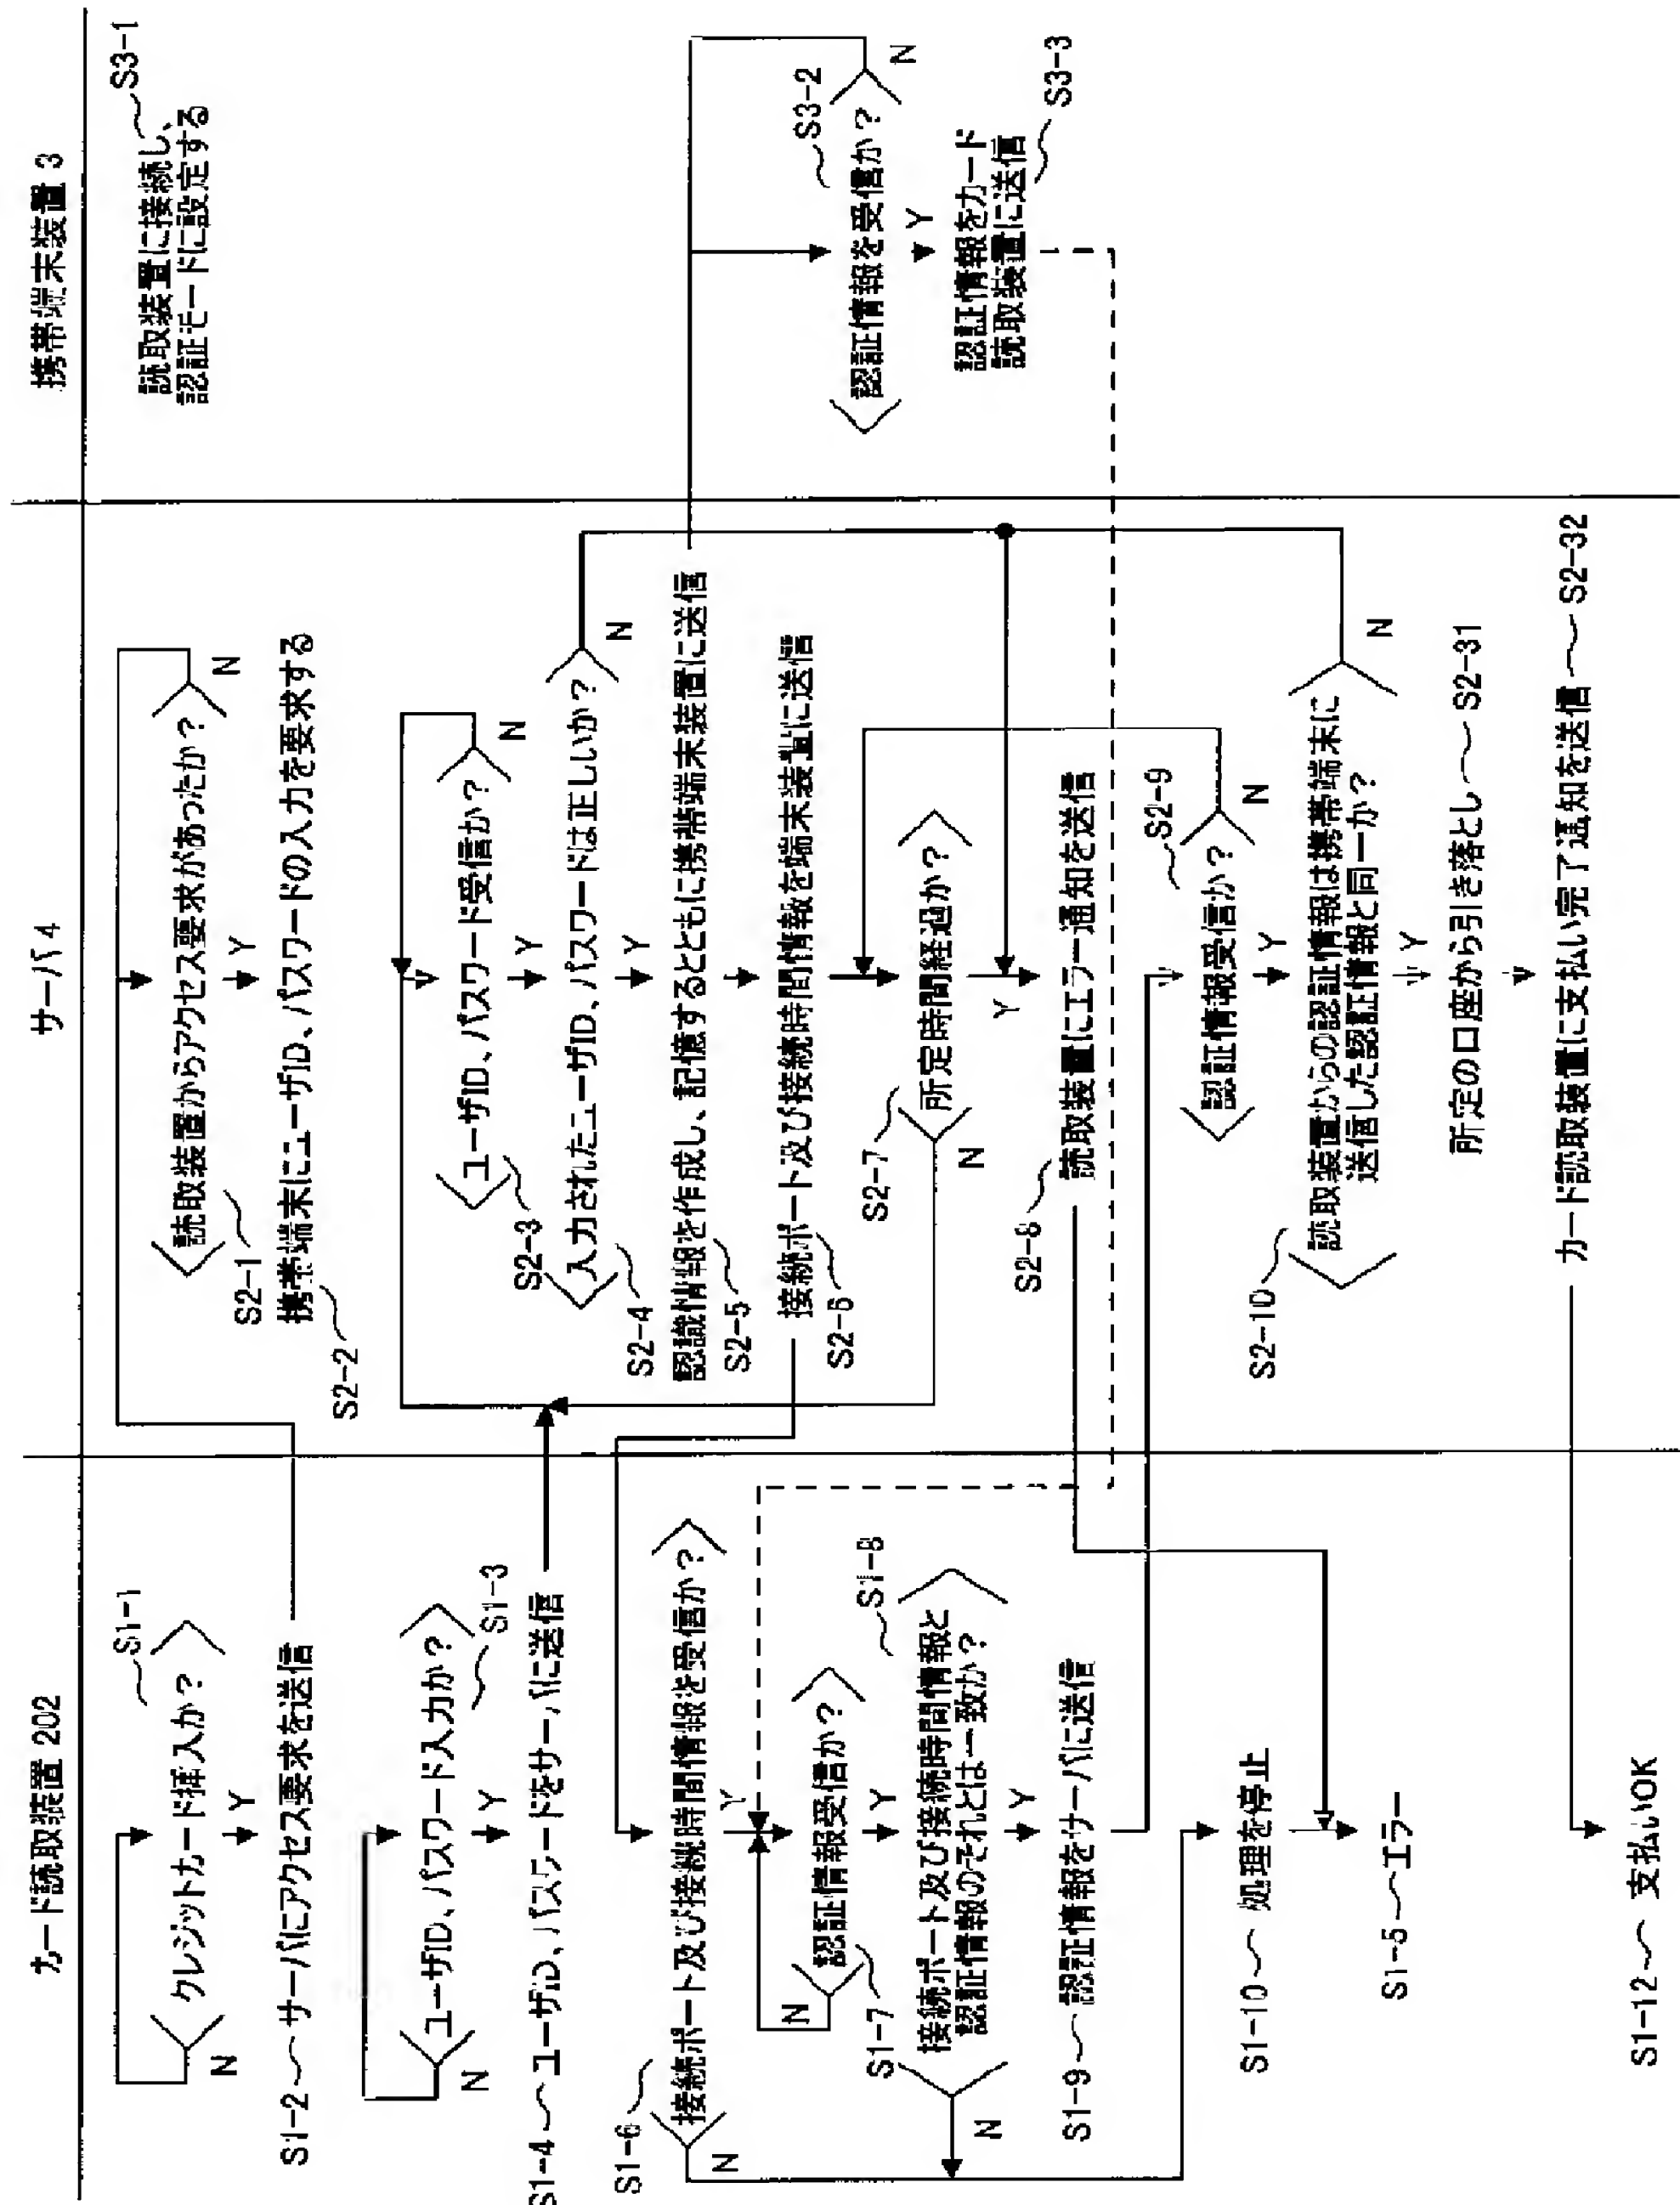 カード読取装置 202
S1-1
クレジットカード挿入か?
N
Y
S1-2 サーバにアクセス要求を送信
ユーザID、パスワード入力か?
S1-3
N
Y
S1-4 ユーザID、パスワードをサーバに送信
S1-6
接続ポート及び接続時間情報を受信か?
N
Y
N
認証情報受信か?
S1-7
Y
S1-8
接続ポート及び接続時間情報と
認証情報のそれとは一致か?
N
Y
S1-9 認証情報をサーバに送信
S1-10 処理を停止
S1-5 エラー
S1-12 支払いOK
サーバ 4
読取装置からアクセス要求があったか?
N
S2-1
Y
携帯端末にユーザID、パスワードの入力を要求する
S2-2
ユーザID、パスワード受信か?
N
S2-3
Y
入力されたユーザID、パスワードは正しいか?
N
S2-4
Y
認識情報を作成し、記憶するとともに携帯端末装置に送信
S2-5
接続ポート及び接続時間情報を端末装置に送信
S2-6
S2-7
所定時間経過か?
N
Y
S2-8
読取装置にエラー通知を送信
S2-9
認証情報受信か?
N
Y
S2-10
読取装置からの認証情報は携帯端末に
送信した認証情報と同一か?
N
Y
所定の口座から引き落とし S2-31
カード認取装置に支払い完了通知を送信 S2-32
携帯端末装置 3
S3-1
読取装置に接続し、
認証モードに設定する
S3-2
認証情報を受信か?
N
Y
認証情報をカード
読取装置に送信
S3-3